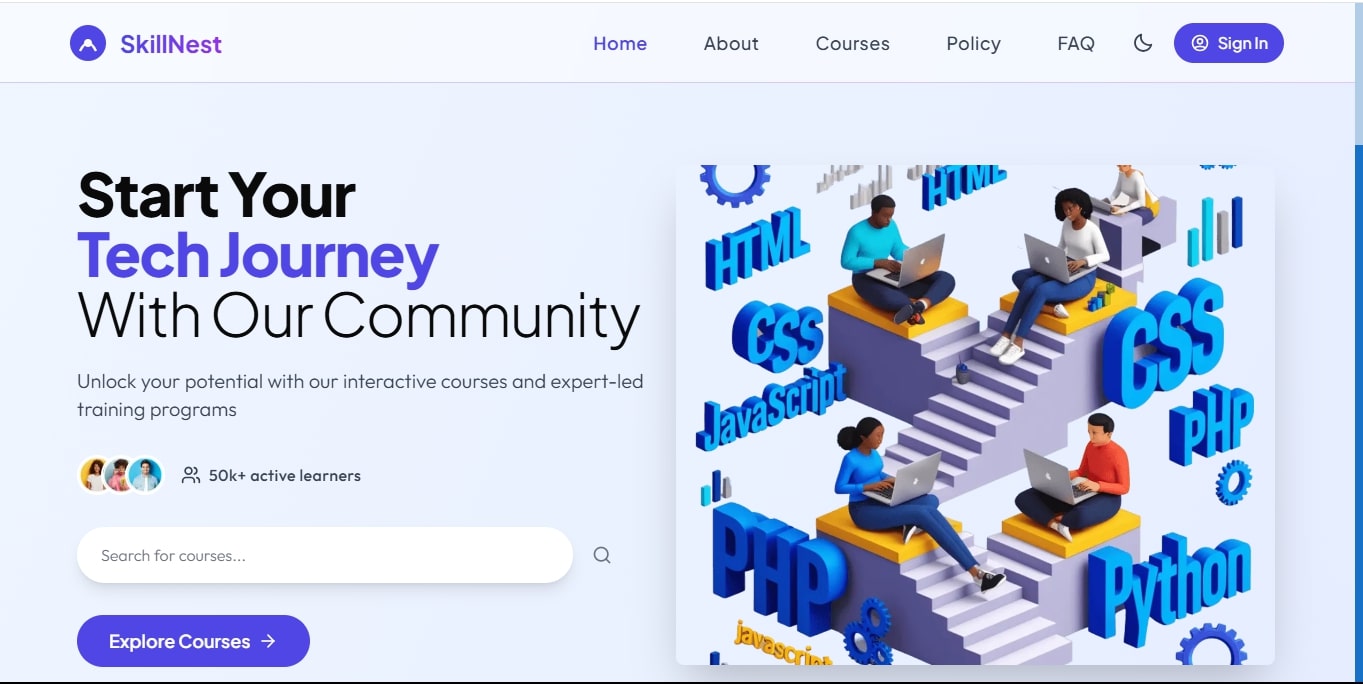 SkillNest
Home About Courses Policy FAQ Sign In
Start Your
Tech Journey
With Our Community
Unlock your potential with our interactive courses and expert-led
training programs
50k+ active learners
Search for courses...
Explore Courses →
HTML
HTML
CSS
CSS
JavaScript
PHP
PHP
Python
javascript